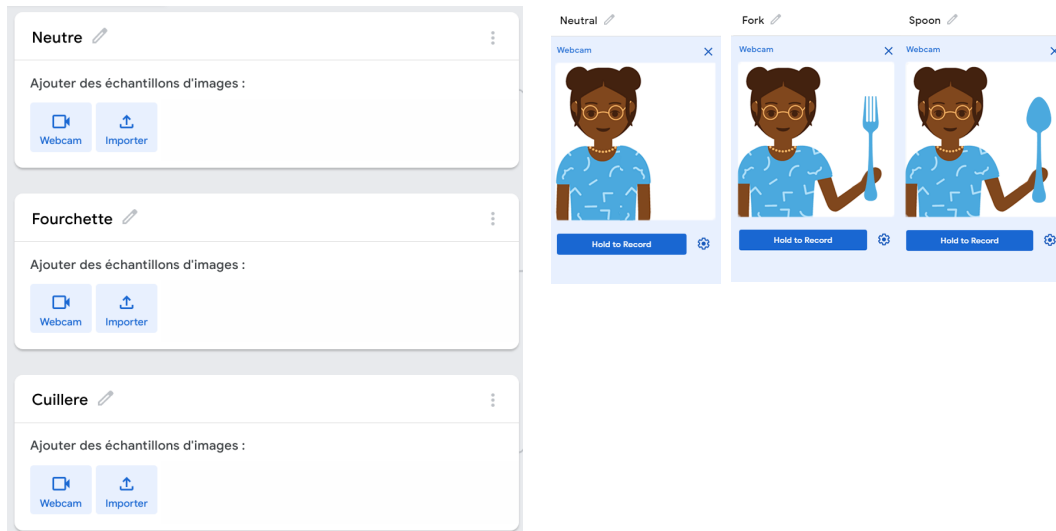 Neutre
Ajouter des échantillons d'images :
Webcam Importer
Fourchette
Ajouter des échantillons d'images :
Webcam Importer
Cuillere
Ajouter des échantillons d'images :
Webcam Importer
Neutral Fork Spoon
Webcam Webcam Webcam
Hold to Record Hold to Record Hold to Record